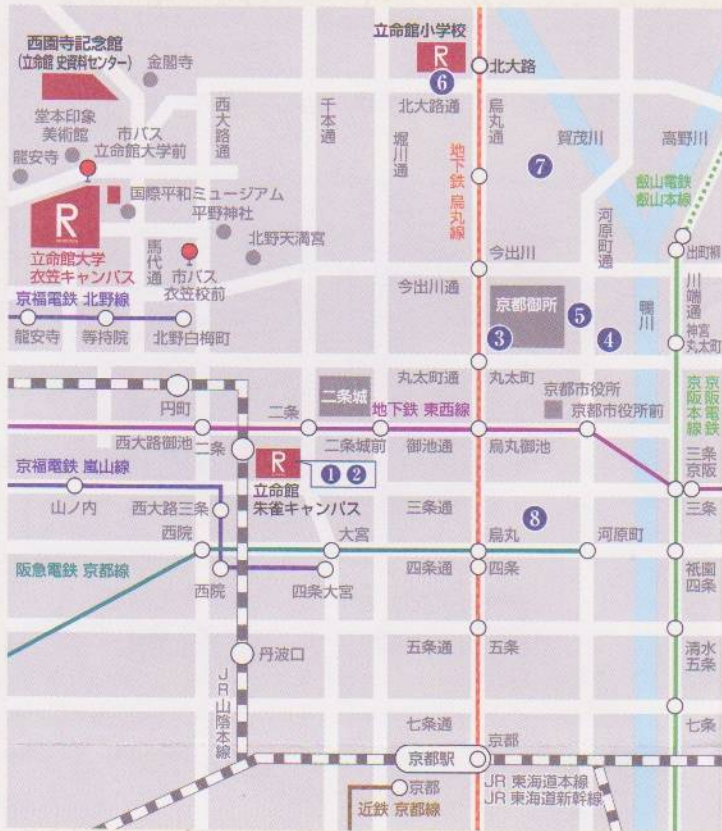 立命館小学校
R
6
北大路
西園寺記念館
(立命館 史資料センター)
金閣寺
西大路通
千本通
北大路通
堀川通
烏丸通
賀茂川
高野川
堂本印象
美術館
市バス
立命館大学前
龍安寺
地下鉄 烏丸線
7
叡山電鉄
叡山本線
R
国際平和ミュージアム
平野神社
北野天満宮
河原町通
立命館大学
衣笠キャンパス
馬代通
市バス
衣笠校前
今出川
出町柳
今出川通
京福電鉄 北野線
京都御所
5
鴨川
川端通
龍安寺
等持院
北野白梅町
3
4
神宮
丸太町
丸太町通
丸太町
円町
二条城
京都市役所
京都市役所前
京阪本線
京阪電鉄
二条
地下鉄 東西線
西大路御池
二条
二条城前
御池通
烏丸御池
三条
京阪
京福電鉄 嵐山線
R
1 2
立命館
朱雀キャンパス
山ノ内
西大路三条
三条通
8
三条
西院
大宮
烏丸
河原町
阪急電鉄 京都線
西院
四条大宮
四条通
四条
祇園
四条
丹波口
五条通
五条
清水
五条
JR山陰本線
七条通
七条
京都
京都駅
京都
JR 東海道本線
JR 東海道新幹線
近鉄 京都線